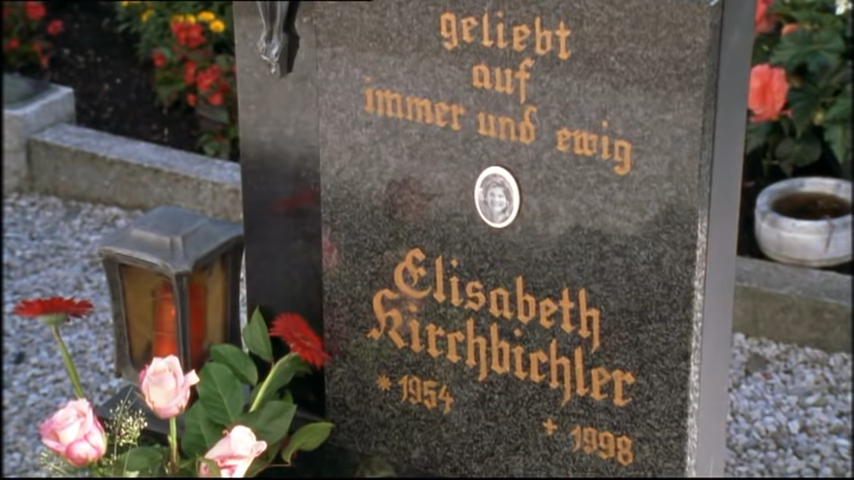 geliebt
auf
immer und ewig
Elisabeth
Kirchbichler
* 1954
+ 1998